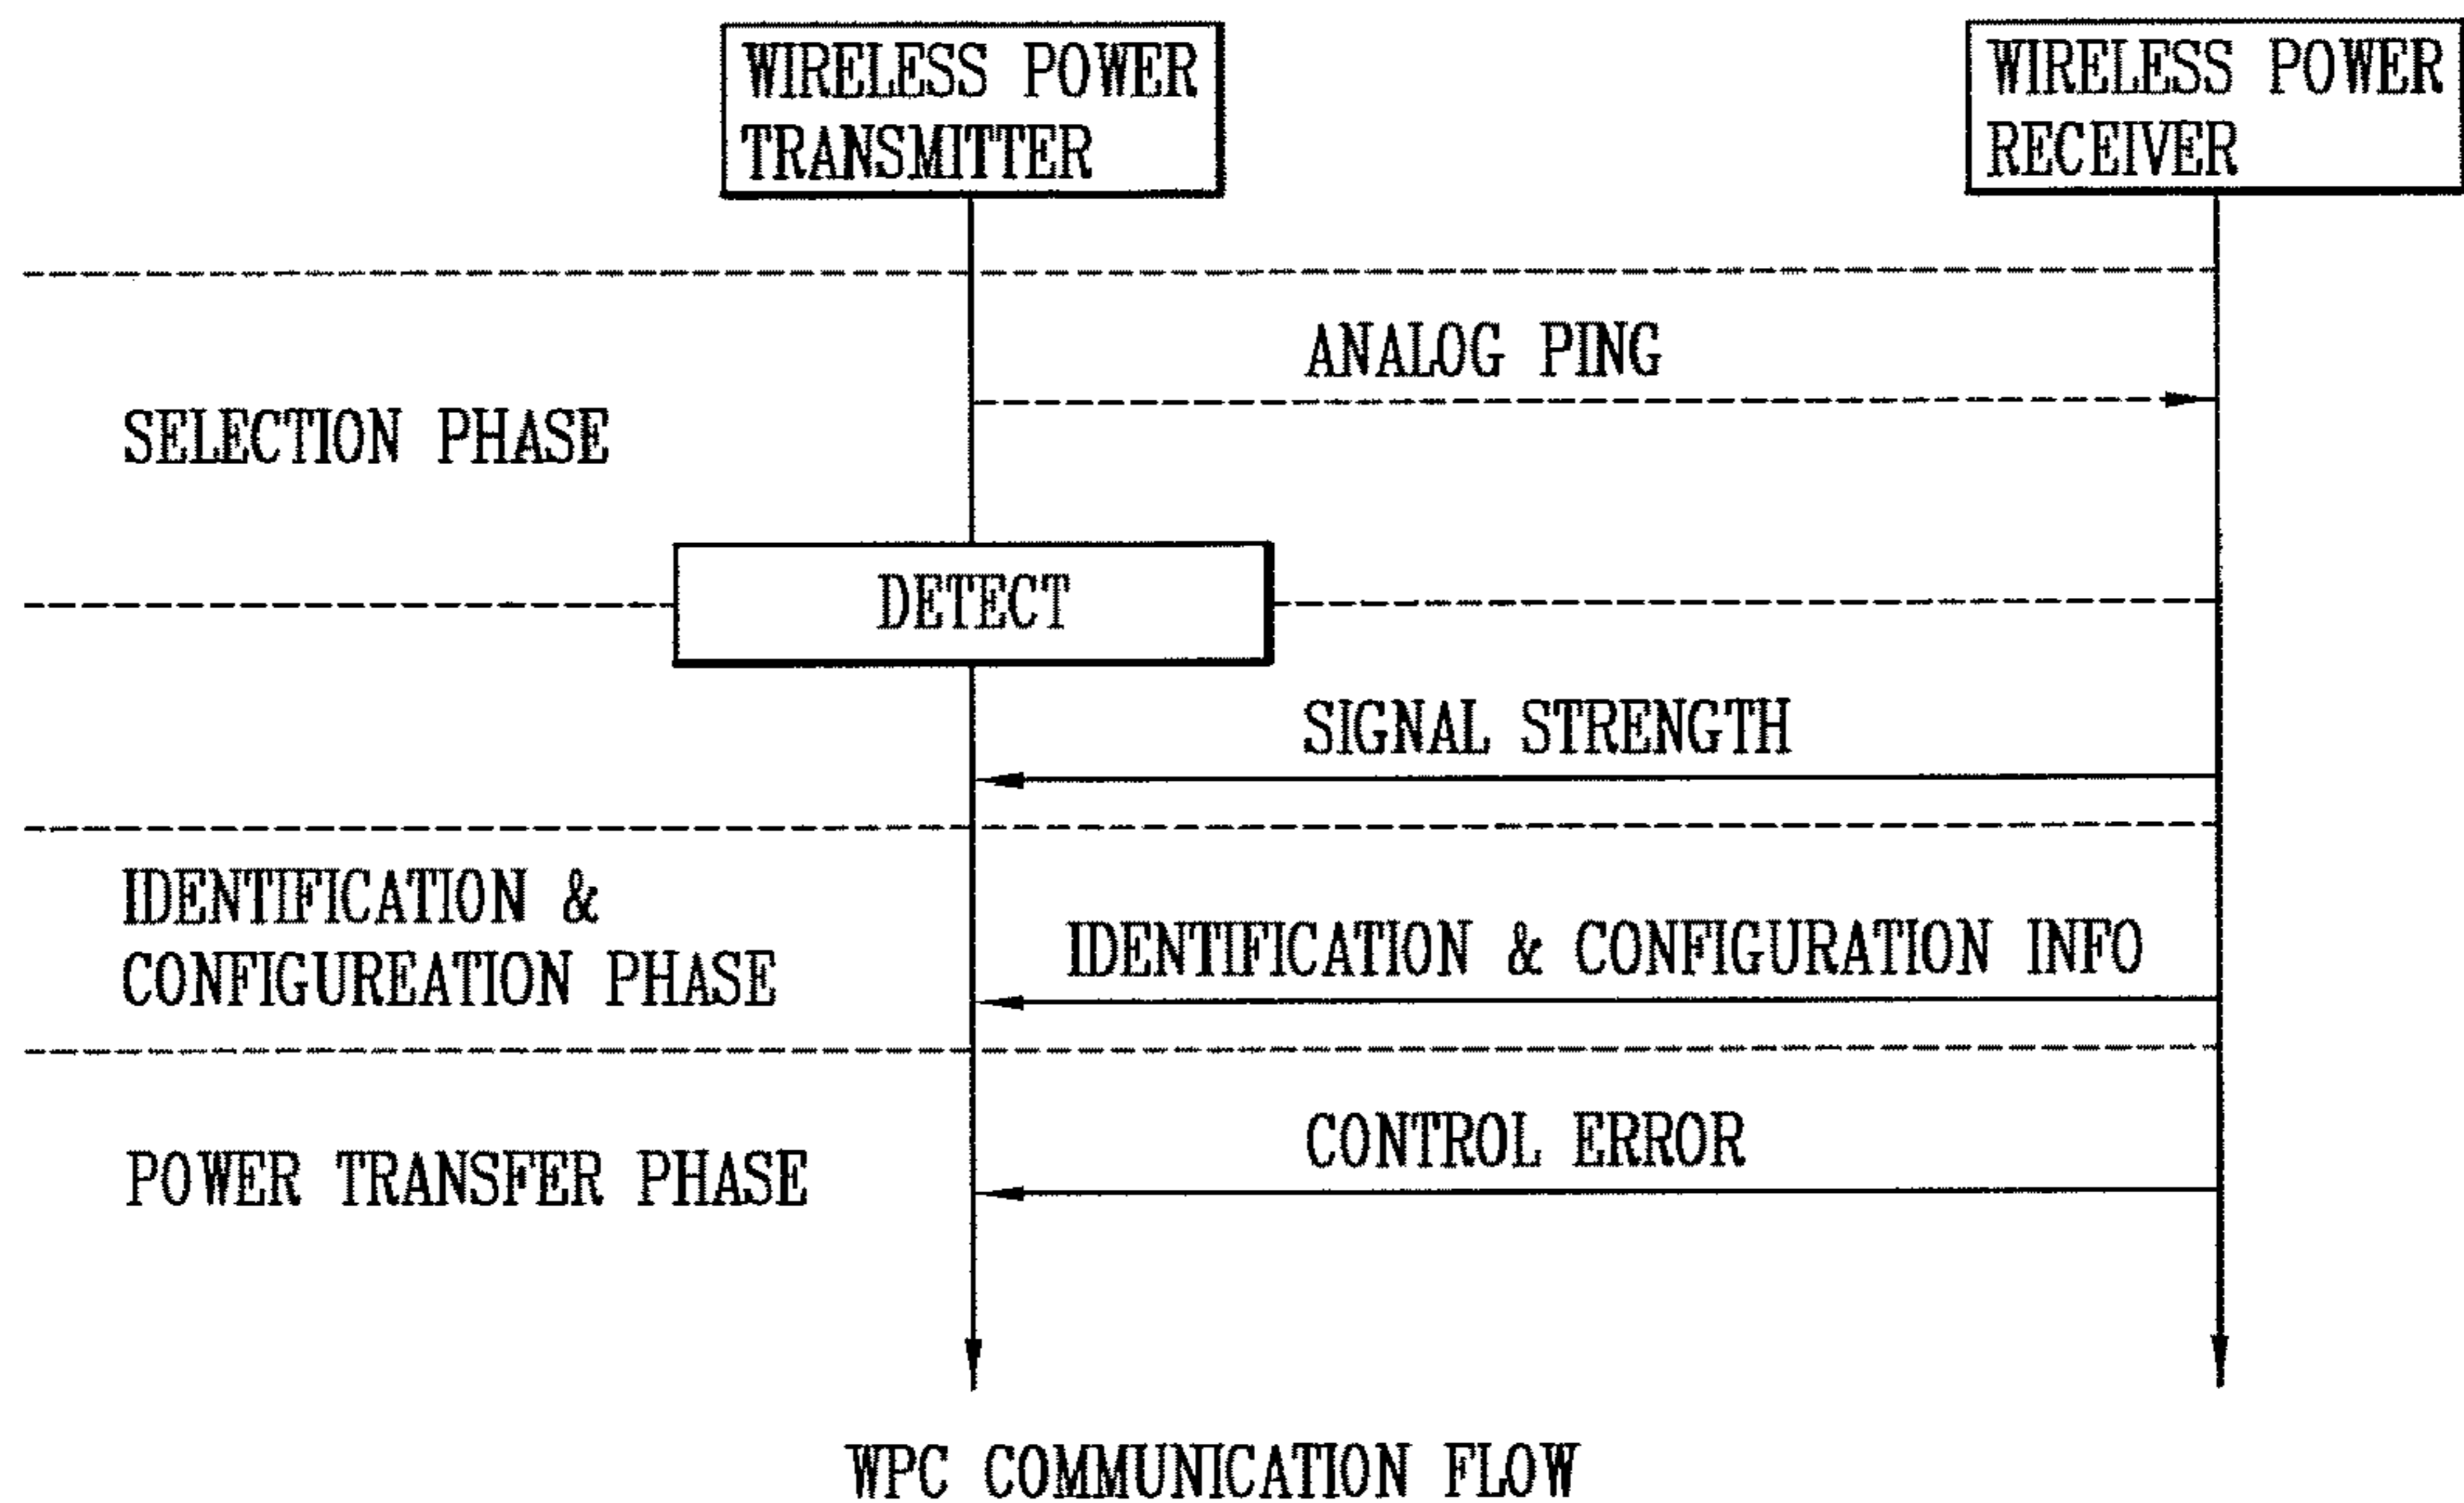 WIRELESS POWER
TRANSMITTER
WIRELESS POWER
RECEIVER
ANALOG PING
SELECTION PHASE
DETECT
SIGNAL STRENGTH
IDENTIFICATION &
CONFIGUREATION PHASE
IDENTIFICATION & CONFIGURATION INFO
CONTROL ERROR
POWER TRANSFER PHASE
WPC COMMUNICATION FLOW